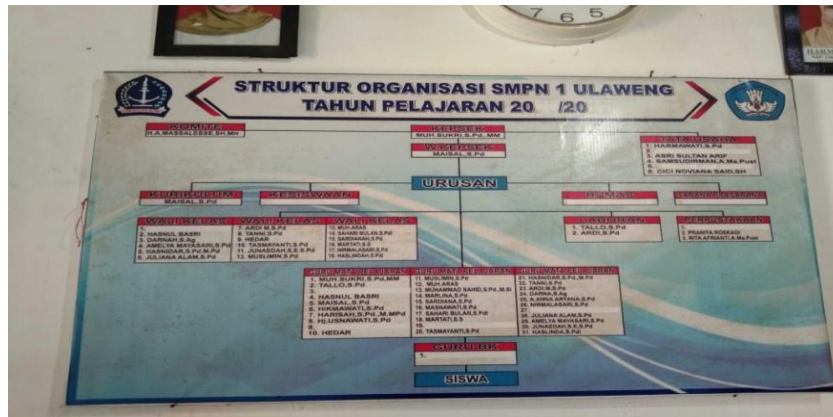 7 6 5
STRUKTUR ORGANISASI SMPN 1 ULAWENG
TAHUN PELAJARAN 20 /20
KOMITE
H.A.MASSALESSE,SH,MH
KEPSEK
MUH.SUKRI,S.Pd.,MM
W.KEPSEK
MAISAL,S.Pd
TATA USAHA
1. HARMAWATI,S.Pd
2.
3. ASRI SULTAN ARIF
4. SAMSUDIRMAN,A.Ma.Pust
5.
6. CICI NOVIANA SAID,SH
URUSAN
KURIKULUM
MAISAL,S.Pd
KESISWAAN
HUMAS
WALI KELAS
1.
2. HASNUL BASRI
3. DARNAH,S.Ag
4. AMELYA MAYASARI,S.Pd
5. HASNIDAR,S.Pd,M.Pd
6. JULIANA ALAM,S.Pd
WALI KELAS
7. ARDI M,S.Pd
8. TANNI,S.Pd
9. HEDAR
10. TASMAYANTI,S.Pd
11. JUNAEDAH,S.E,S.Pd
12. MUSLIMIN,S.Pd
WALI KELAS
13. MUH.ARAS
14. SAHARI BULAN,S.Pd
15. SARDIANAH,S.Pd
16. MARTATI,S.S
17. NIRMALASARI,S.Pd
18. HASLINDAH,S.Pd
LABORAN
1. TALLO,S.Pd
2. ARDI,S.Pd
PERPUSTAKAAN
1.
2. PRANITA ROSEADI
3. RITA AFRIANTI,A.Ma.Pust
1. MUH.SUKRI,S.Pd,MM
2. TALLO,S.Pd
3.
4. HASNUL BASRI
5. MAISAL,S.Pd
6. HIKMAWATI,S.Pd
7. HARISAH,S.Pd.,M.MPd
8. Hj.USNAWATI,S.Pd
9.
10. HEDAR
11. MUSLIMIN,S.Pd
12. MUH.ARAS
13. MUHAMMAD SAHID,S.Pd,M.Si
14. MARLINA,S.Pd
15. SARDIANA,S.Pd
16. MASNAWATI,S.Pd
17. SAHARI BULAN,S.Pd
18. MARTATI,S.S
19.
20. TASMAYANTI,S.Pd
21. HASNIDAR,S.Pd.,M.Pd
22. TANNI,S.Pd
23. ARDI M,S.Pd
24. DARNA,S.Ag
25. A.ANNA ARYANA,S.Pd
26. NIRMALASARI,S.Pd
27.
28. JULIANA ALAM,S.Pd
29. AMELYA MAYASARI,S.Pd
30. JUNAEDAH,S.E,S.Pd
31. HASLINDA,S.Pd
GURU BK
1.
SISWA